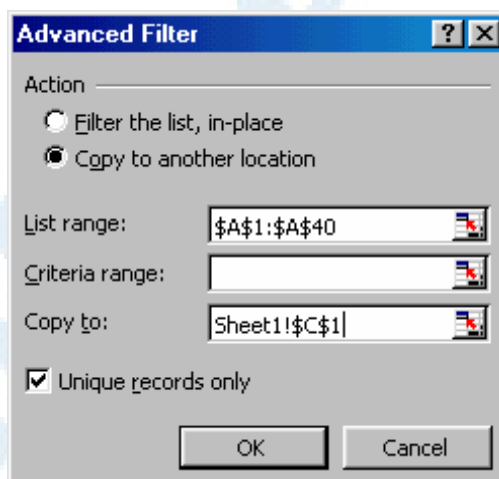 Advanced Filter
Action
Filter the list, in-place
Copy to another location
List range: $A$1:$A$40
Criteria range:
Copy to: Sheet1!$C$1
Unique records only
OK Cancel